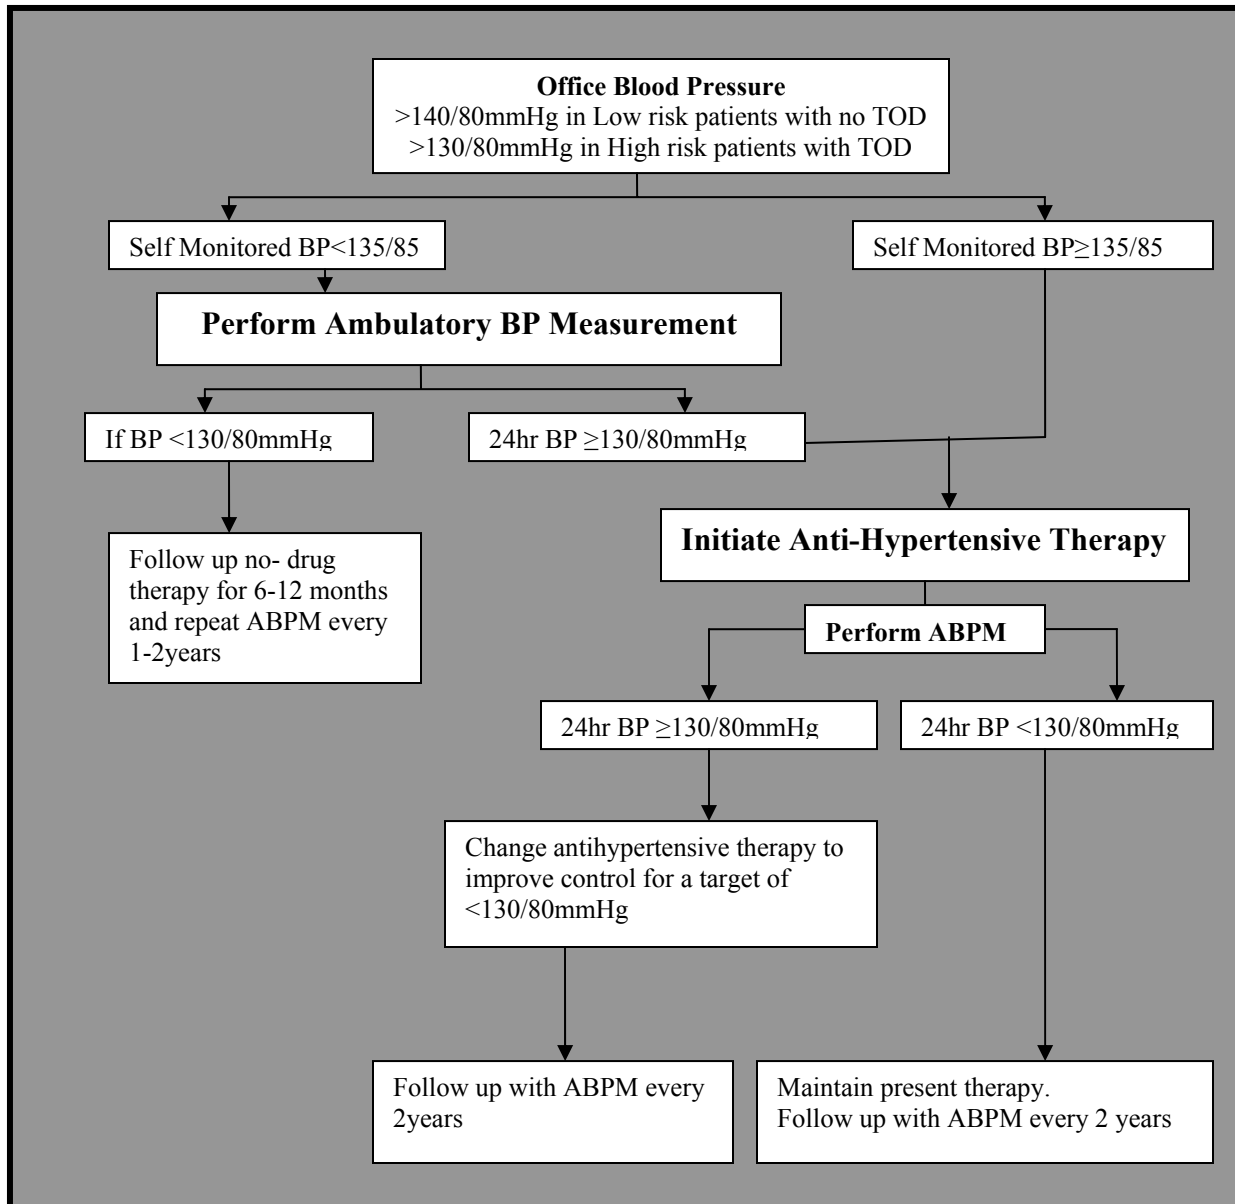 Office Blood Pressure
>140/80mmHg in Low risk patients with no TOD
>130/80mmHg in High risk patients with TOD
Self Monitored BP<135/85
Self Monitored BP≥135/85
Perform Ambulatory BP Measurement
If BP <130/80mmHg
24hr BP ≥130/80mmHg
Follow up no- drug
therapy for 6-12 months
and repeat ABPM every
1-2years
Initiate Anti-Hypertensive Therapy
Perform ABPM
24hr BP ≥130/80mmHg
24hr BP <130/80mmHg
Change antihypertensive therapy to
improve control for a target of
<130/80mmHg
Follow up with ABPM every
2years
Maintain present therapy.
Follow up with ABPM every 2 years